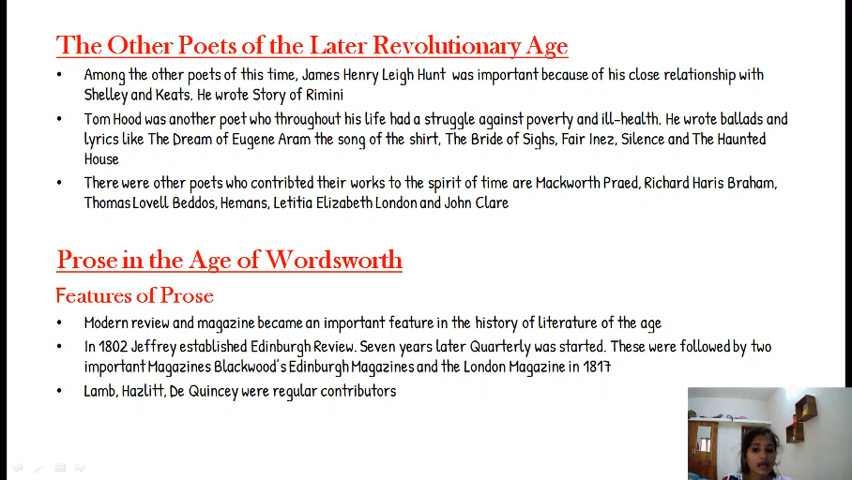 The Other Poets of the Later Revolutionary Age
• Among the other poets of this time, James Henry Leigh Hunt was important because of his close relationship with
Shelley and Keats. He wrote Story of Rimini
• Tom Hood was another poet who throughout his life had a struggle against poverty and ill-health. He wrote ballads and
lyrics like The Dream of Eugene Aram the song of the shirt, The Bride of Sighs, Fair Inez, Silence and The Haunted
House
• There were other poets who contribted their works to the spirit of time are Mackworth Praed, Richard Haris Braham,
Thomas Lovell Beddos, Hemans, Letitia Elizabeth London and John Clare
Prose in the Age of Wordsworth
Features of Prose
• Modern review and magazine became an important feature in the history of literature of the age
• In 1802 Jeffrey established Edinburgh Review. Seven years later Quarterly was started. These were followed by two
important Magazines Blackwood's Edinburgh Magazines and the London Magazine in 1817
• Lamb, Hazlitt, De Quincey were regular contributors